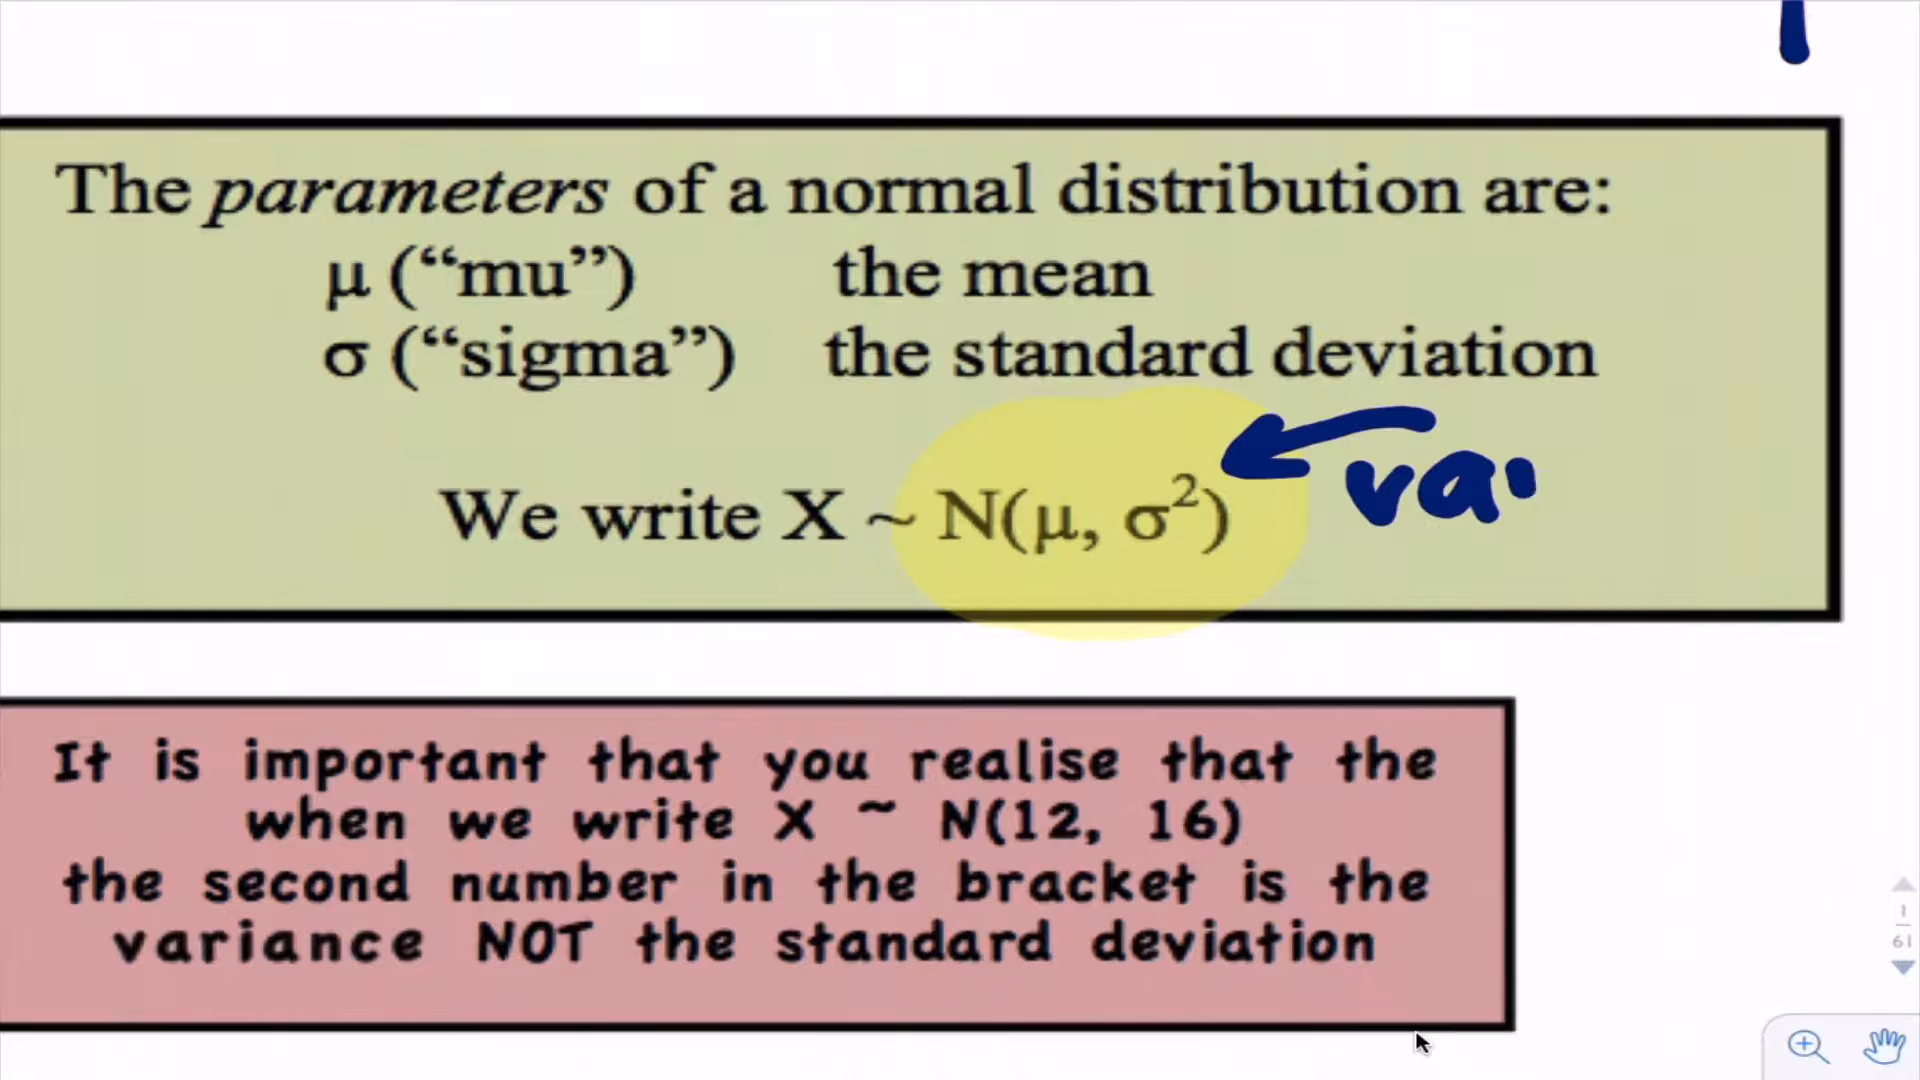 The parameters of a normal distribution are:
μ (“mu”) the mean
σ (“sigma”) the standard deviation
We write X ~ N(μ, σ²)
It is important that you realise that the
when we write X ~ N(12, 16)
the second number in the bracket is the
variance NOT the standard deviation
1
61